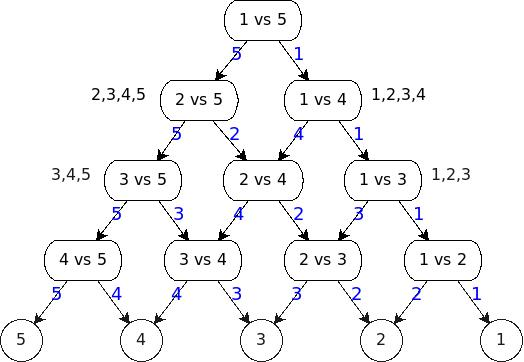 1 vs 5
5 1
2,3,4,5 2 vs 5 1 vs 4 1,2,3,4
5 2 4 1
3,4,5 3 vs 5 2 vs 4 1 vs 3 1,2,3
5 3 4 2 3 1
4 vs 5 3 vs 4 2 vs 3 1 vs 2
5 4 4 3 3 2 2 1
5 4 3 2 1